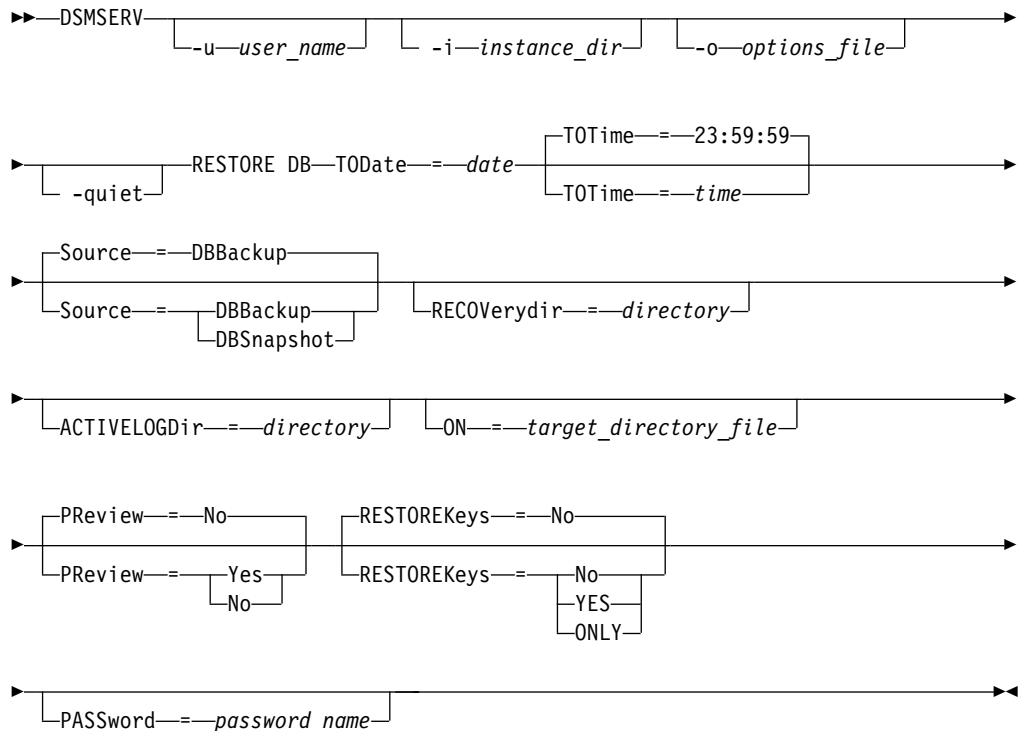 DSMSERV
-u user_name -i instance_dir -o options_file
TOTime = 23:59:59
-quiet RESTORE DB TODate = date
TOTime = time
Source = DBBackup
Source = DBBackup
DBSnapshot
RECOVerydir = directory
ACTIVELOGDir = directory ON = target_directory_file
PReview = No RESTOREKeys = No
PReview = Yes RESTOREKeys = No
No YES
ONLY
PASSword = password name